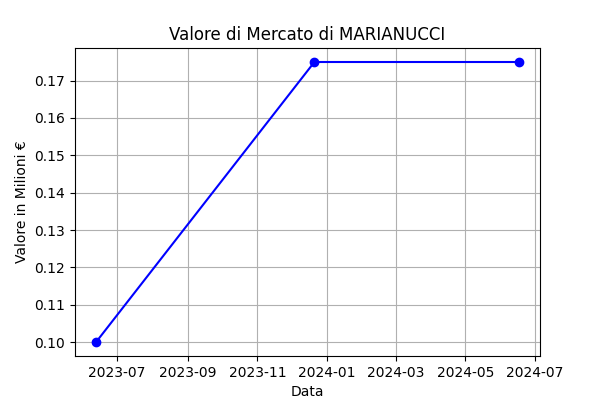 Valore di Mercato di MARIANUCCI
Valore in Milioni €
0.17
0.16
0.15
0.14
0.13
0.12
0.11
0.10
2023-07 2023-09 2023-11 2024-01 2024-03 2024-05 2024-07
Data